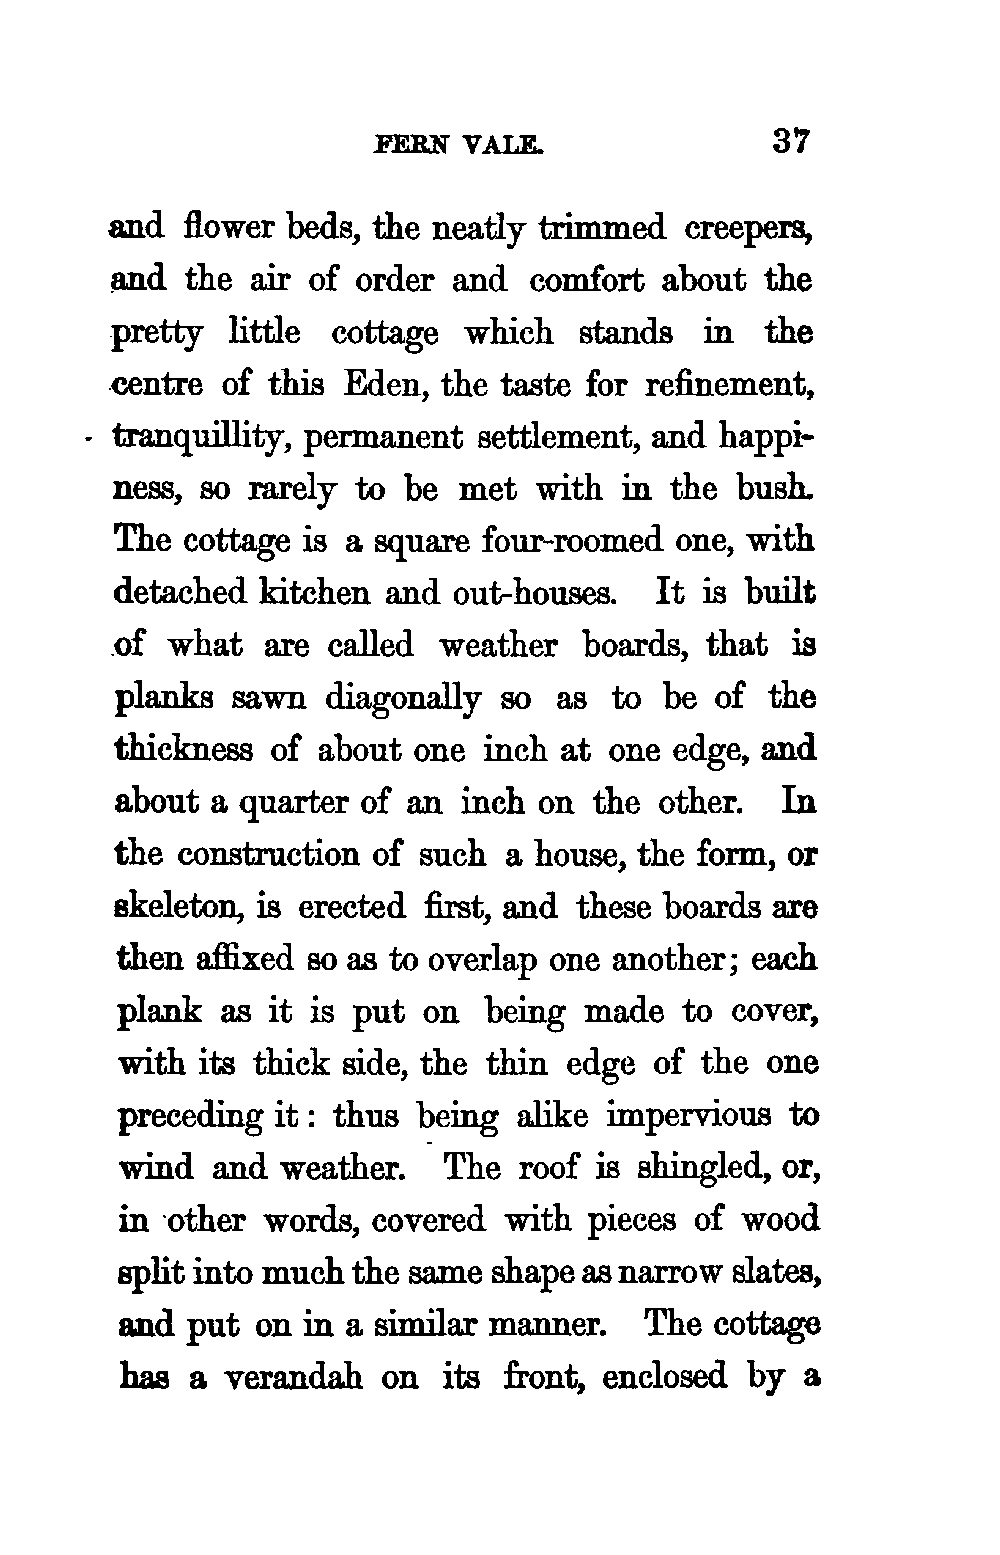 FERN VALE. 37
and flower beds, the neatly trimmed creepers,
and the air of order and comfort about the
pretty little cottage which stands in the
centre of this Eden, the taste for refinement,
tranquillity, permanent settlement, and happi-
ness, so rarely to be met with in the bush.
The cottage is a square four-roomed one, with
detached kitchen and out-houses. It is built
of what are called weather boards, that is
planks sawn diagonally so as to be of the
thickness of about one inch at one edge, and
about a quarter of an inch on the other. In
the construction of such a house, the form, or
skeleton, is erected first, and these boards are
then affixed so as to overlap one another; each
plank as it is put on being made to cover,
with its thick side, the thin edge of the one
preceding it: thus being alike impervious to
wind and weather. The roof is shingled, or,
in other words, covered with pieces of wood
split into much the same shape as narrow slates,
and put on in a similar manner. The cottage
has a verandah on its front, enclosed by a